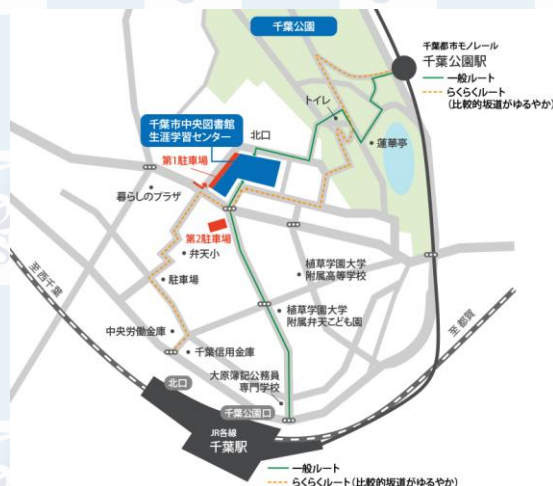 千葉公園
千葉都市モノレール
千葉公園駅
一般ルート
らくらくルート
(比較的坂道がゆるやか)
トイレ
北口
千葉市中央図書館
生涯学習センター
蓮華亭
第1駐車場
暮らしのプラザ
第2駐車場
弁天小
植草学園大学
附属高等学校
至西千葉
駐車場
植草学園大学
附属弁天こども園
至都賀
中央労働金庫
千葉信用金庫
大原簿記公務員
専門学校
北口
千葉公園口
JR各線
千葉駅
一般ルート
らくらくルート(比較的坂道がゆるやか)